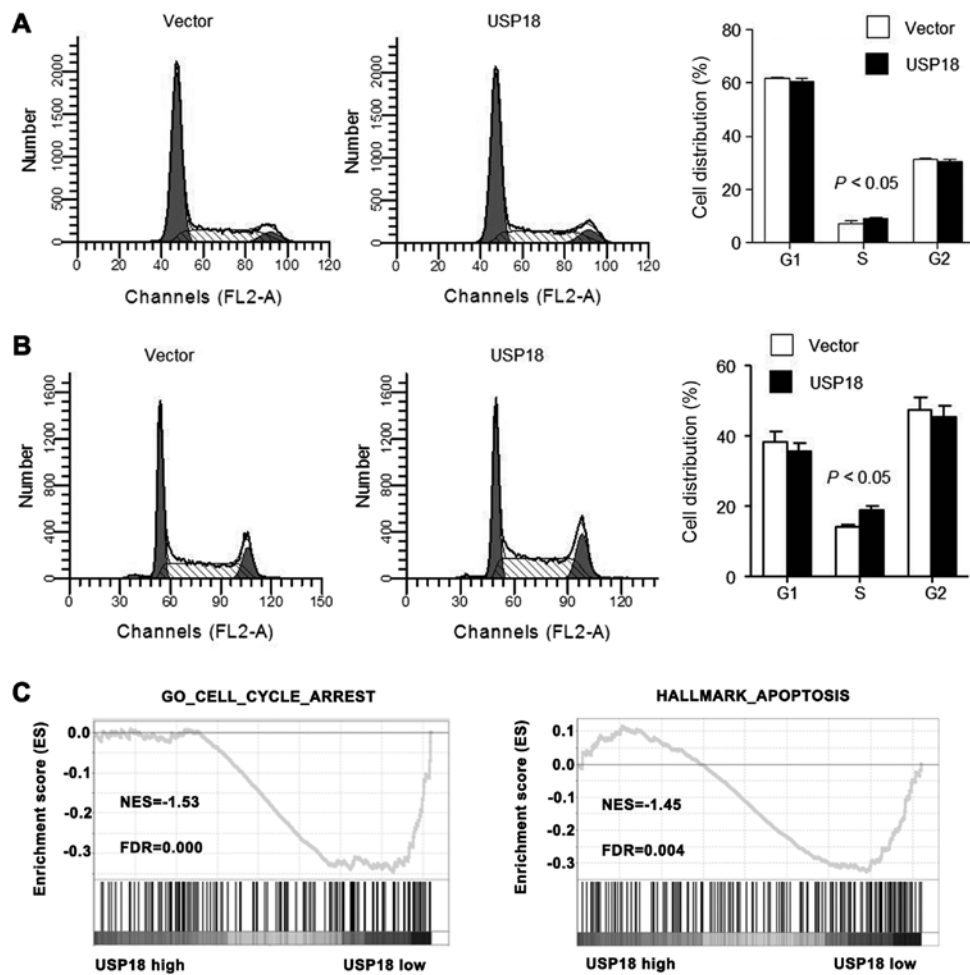 A
Vector
USP18
Number
0 500 1000 1500 2000
0 20 40 60 80 100 120
Channels (FL2-A)
Number
0 500 1000 1500 2000
0 20 40 60 80 100 120
Channels (FL2-A)
Vector
USP18
Cell distribution (%)
80
60
40
20
0
P < 0.05
G1 S G2
B
Vector
USP18
Number
0 400 800 1200 1600
0 30 60 90 120 150
Channels (FL2-A)
Number
0 400 800 1200 1600
0 30 60 90 120
Channels (FL2-A)
Vector
USP18
Cell distribution (%)
60
40
20
0
P < 0.05
G1 S G2
C
GO_CELL_CYCLE_ARREST
Enrichment score (ES)
0.0
-0.1
-0.2
-0.3
NES=-1.53
FDR=0.000
USP18 high USP18 low
HALLMARK_APOPTOSIS
Enrichment score (ES)
0.1
0.0
-0.1
-0.2
-0.3
NES=-1.45
FDR=0.004
USP18 high USP18 low